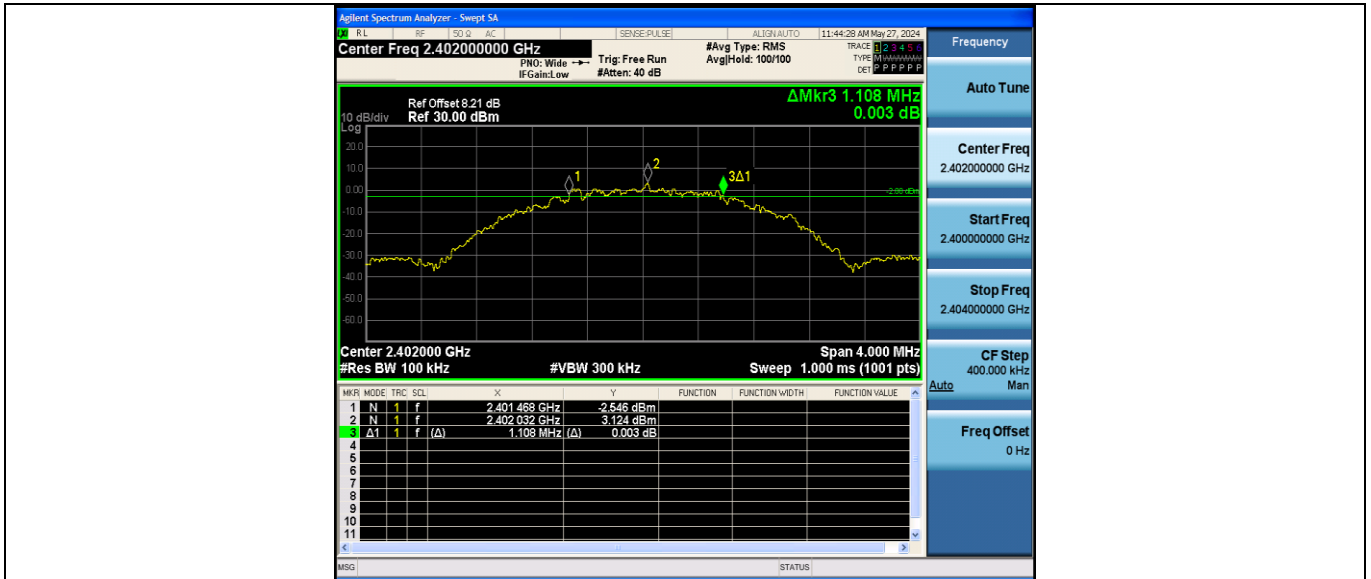 Agilent Spectrum Analyzer - Swept SA
LXI RL RF 50 Ω AC SENSE:PULSE ALIGN AUTO 11:44:28 AM May 27, 2024
Center Freq 2.402000000 GHz
PNO: Wide
IFGain:Low
Trig: Free Run
#Atten: 40 dB
#Avg Type: RMS
Avg|Hold: 100/100
TRACE 1 2 3 4 5 6
TYPE M
DET P P P P P P
ΔMkr3 1.108 MHz
0.003 dB
Ref Offset 8.21 dB
10 dB/div Ref 30.00 dBm
Log
20.0
10.0
0.00
-10.0
-20.0
-30.0
-40.0
-50.0
-60.0
1
2
3Δ1
Center 2.402000 GHz Span 4.000 MHz
#Res BW 100 kHz #VBW 300 kHz Sweep 1.000 ms (1001 pts)
MKR MODE TRC SCL X Y FUNCTION FUNCTION WIDTH FUNCTION VALUE
1 N 1 f 2.401 468 GHz -2.546 dBm
2 N 1 f 2.402 032 GHz 3.124 dBm
3 Δ1 1 f (Δ) 1.108 MHz (Δ) 0.003 dB
4
5
6
7
8
9
10
11
MSG STATUS
Frequency
Auto Tune
Center Freq
2.402000000 GHz
Start Freq
2.400000000 GHz
Stop Freq
2.404000000 GHz
CF Step
400.000 kHz
Auto Man
Freq Offset
0 Hz